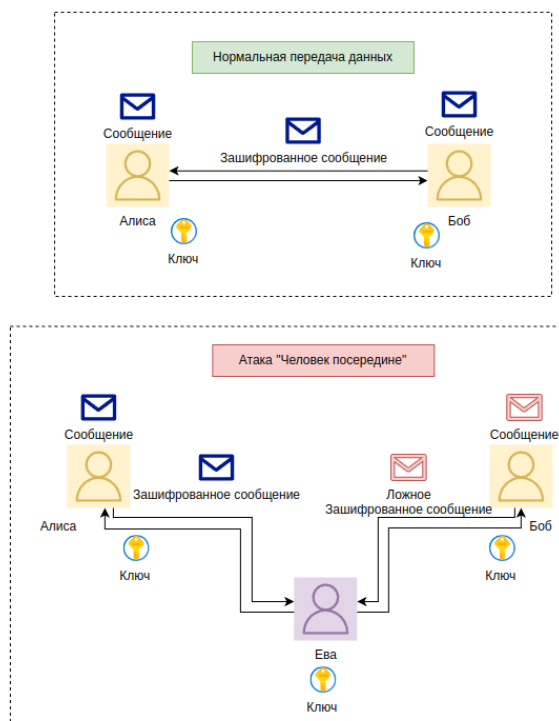 Нормальная передача данных
Сообщение
Сообщение
Зашифрованное сообщение
Алиса
Боб
Ключ
Ключ
Атака "Человек посередине"
Сообщение
Сообщение
Зашифрованное сообщение
Ложное
Зашифрованное сообщение
Алиса
Боб
Ключ
Ключ
Ева
Ключ